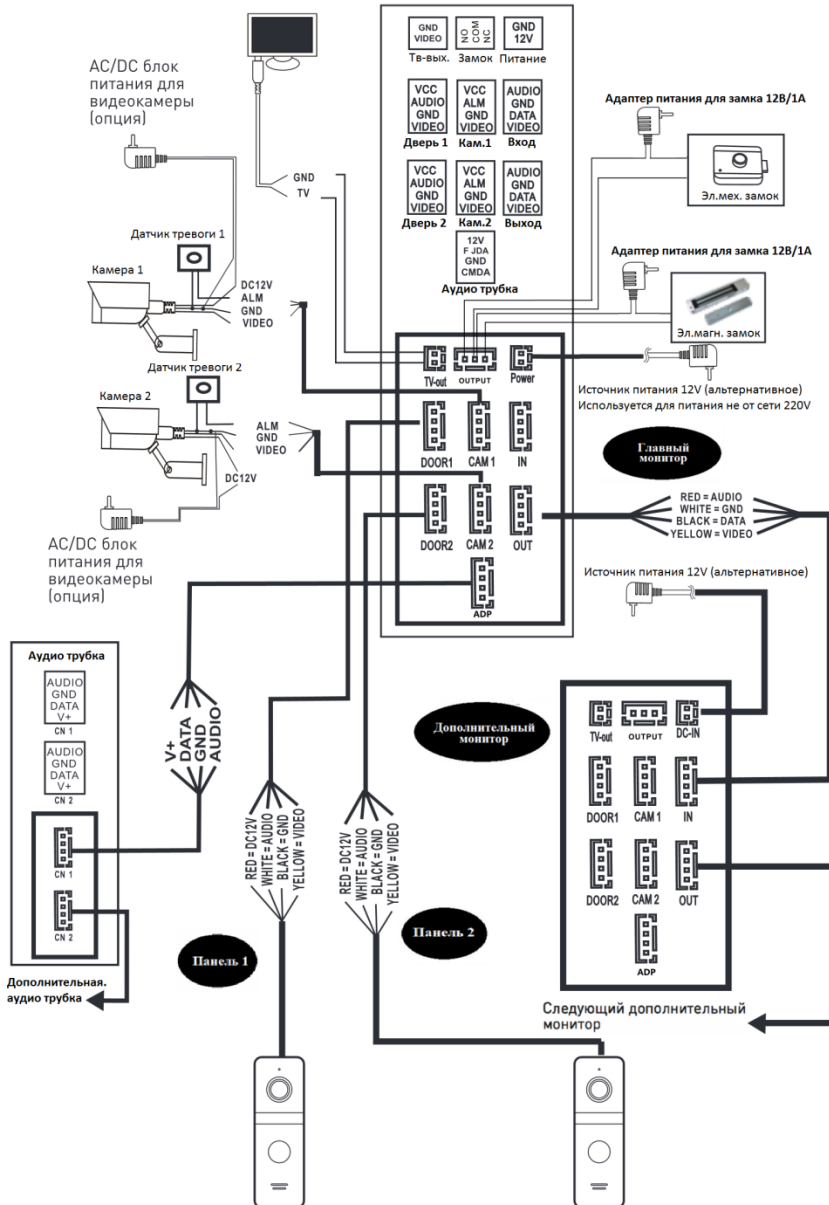 GND
VIDEO
Тв-вых.
NO
COM
NC
Замок
GND
12V
Питание
VCC
AUDIO
GND
VIDEO
Дверь 1
VCC
ALM
GND
VIDEO
Кам.1
AUDIO
GND
DATA
VIDEO
Вход
VCC
AUDIO
GND
VIDEO
Дверь 2
VCC
ALM
GND
VIDEO
Кам.2
AUDIO
GND
DATA
VIDEO
Выход
12V
F JDA
GND
CMDA
Аудио трубка
AC/DC блок
питания для
видеокамеры
(опция)
GND
TV
Датчик тревоги 1
Камера 1
DC12V
ALM
GND
VIDEO
Датчик тревоги 2
Камера 2
ALM
GND
VIDEO
DC12V
AC/DC блок
питания для
видеокамеры
(опция)
Адаптер питания для замка 12В/1А
Эл.мех. замок
Адаптер питания для замка 12В/1А
Эл.магн. замок
Источник питания 12V (альтернативное)
Используется для питания не от сети 220V
TV-out
OUTPUT
Power
DOOR1
CAM 1
IN
DOOR2
CAM 2
OUT
ADP
Главный
монитор
RED = AUDIO
WHITE = GND
BLACK = DATA
YELLOW = VIDEO
Источник питания 12V (альтернативное)
Дополнительный
монитор
TV-out
OUTPUT
DC-IN
DOOR1
CAM 1
IN
DOOR2
CAM 2
OUT
ADP
Следующий дополнительный
монитор
Аудио трубка
AUDIO
GND
DATA
V+
CN 1
AUDIO
GND
DATA
V+
CN 2
CN 1
CN 2
Дополнительная.
аудио трубка
V+
DATA
GND
AUDIO
RED = DC12V
WHITE = AUDIO
BLACK = GND
YELLOW = VIDEO
Панель 1
RED = DC12V
WHITE = AUDIO
BLACK = GND
YELLOW = VIDEO
Панель 2